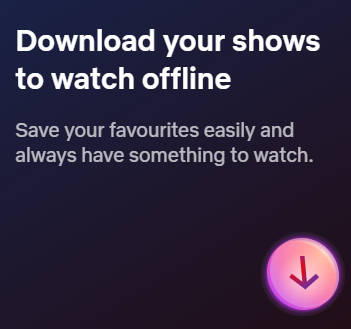 Download your shows
to watch offline
Save your favourites easily and
always have something to watch.